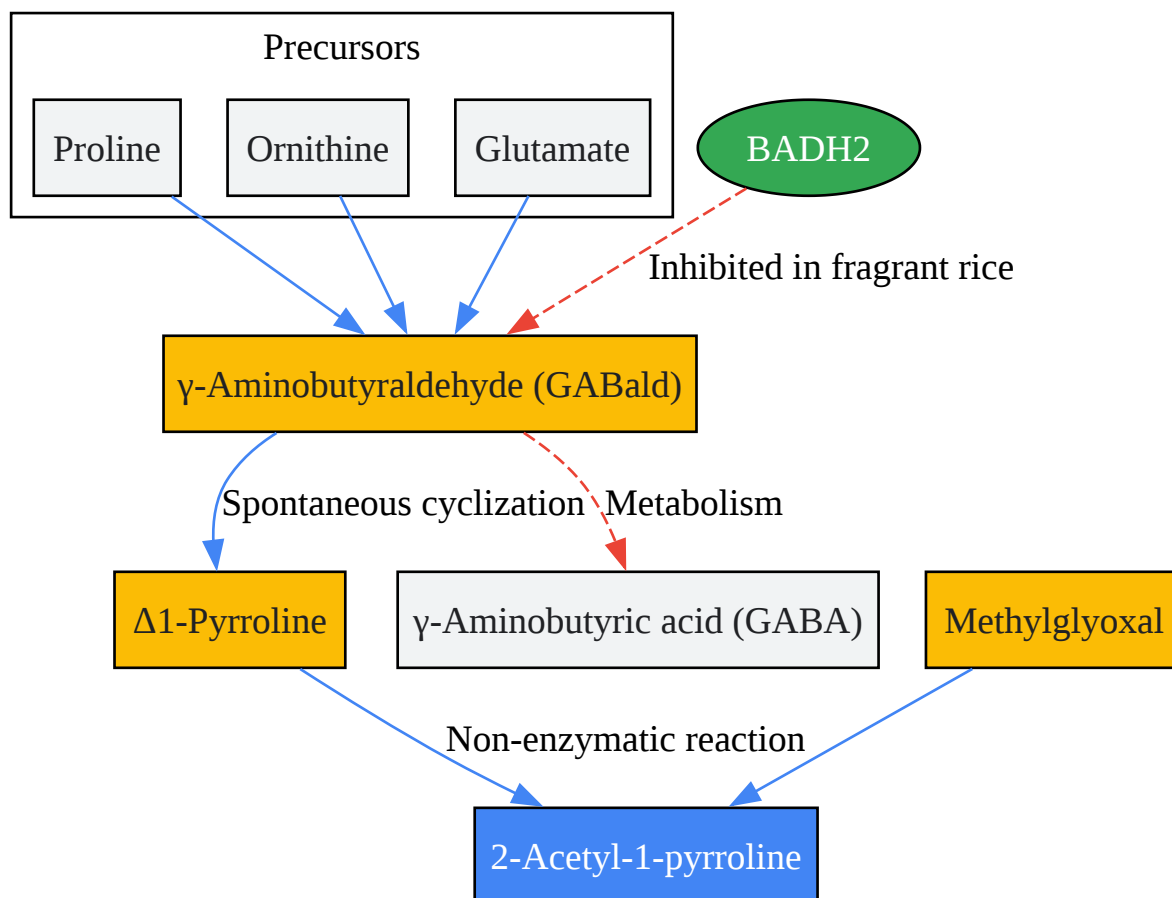 Precursors
Proline
Ornithine
Glutamate
BADH2
Inhibited in fragrant rice
γ-Aminobutyraldehyde (GABald)
Spontaneous cyclization
Metabolism
Δ1-Pyrroline
γ-Aminobutyric acid (GABA)
Methylglyoxal
Non-enzymatic reaction
2-Acetyl-1-pyrroline